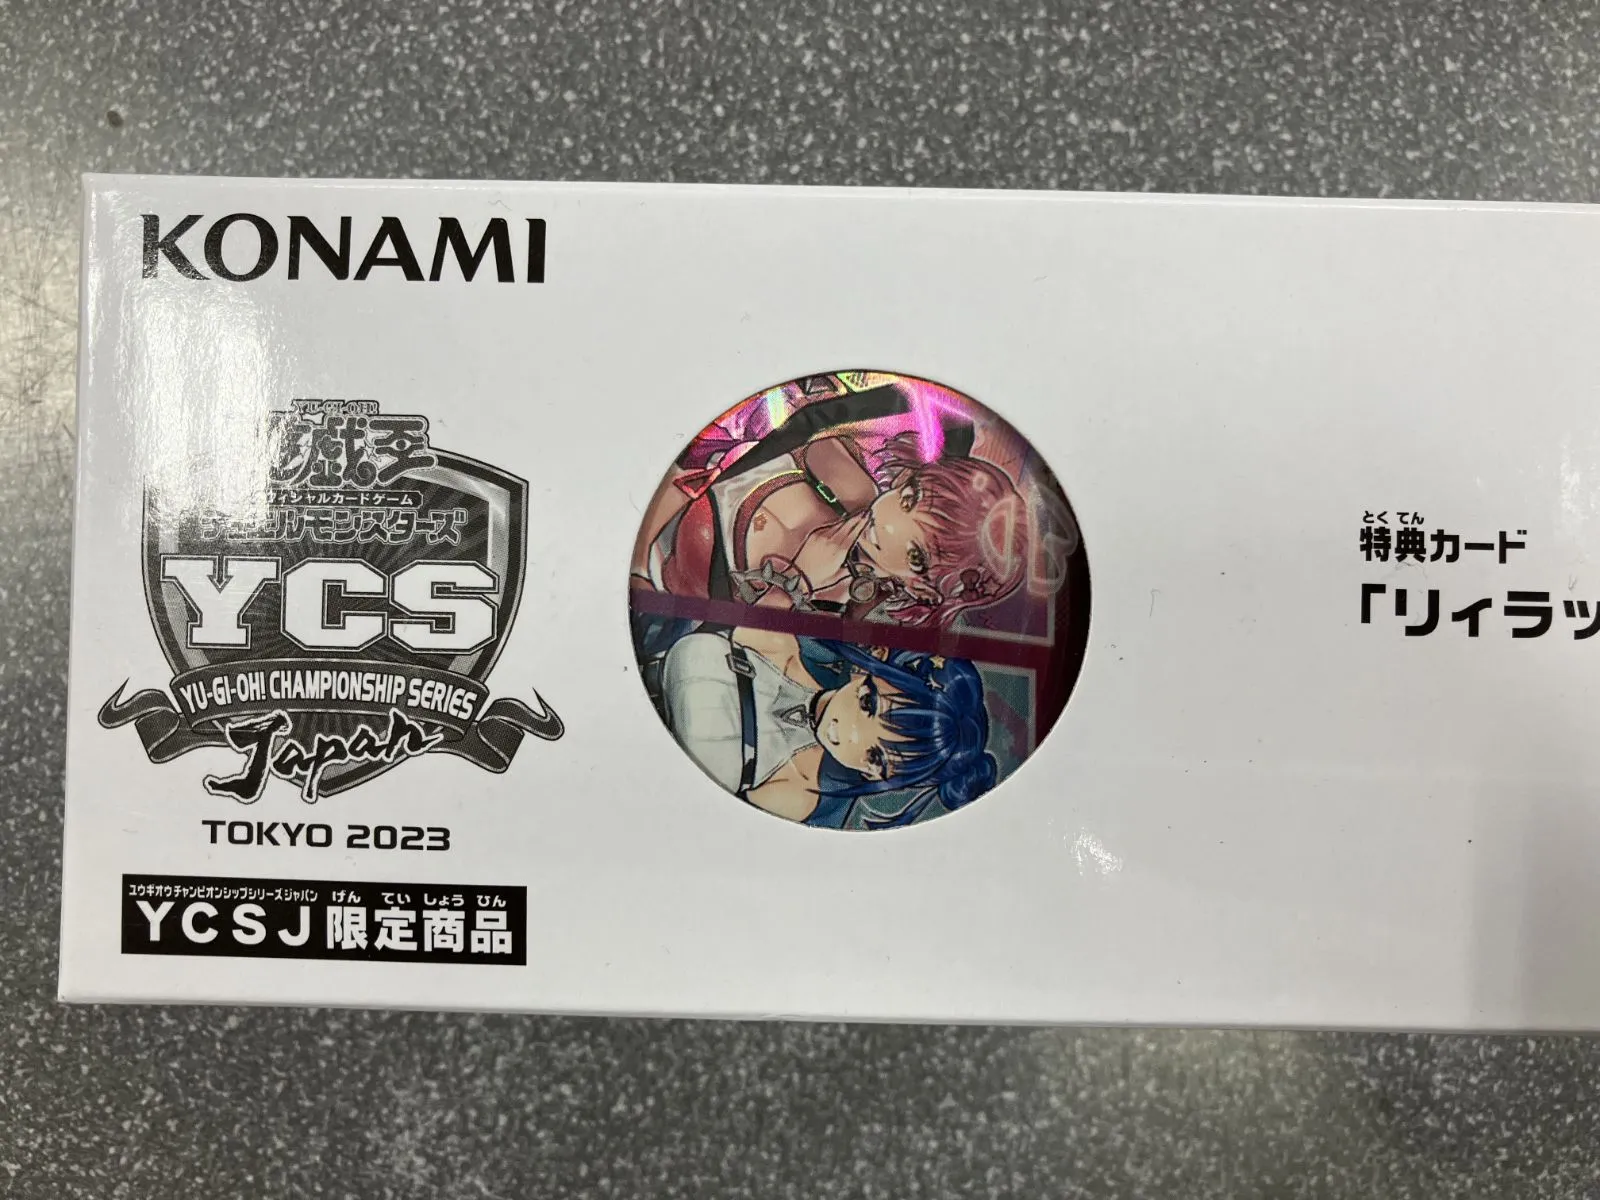 KONAMI
YU-GI-OH!
遊戯王
オフィシャルカードゲーム
デュエルモンスターズ
YCS
YU-GI-OH! CHAMPIONSHIP SERIES
Japan
TOKYO 2023
ユウギオウチャンピオンシップシリーズジャパン げん てい しょう ひん
YCSJ限定商品
とく てん
特典カード
「リィラッ